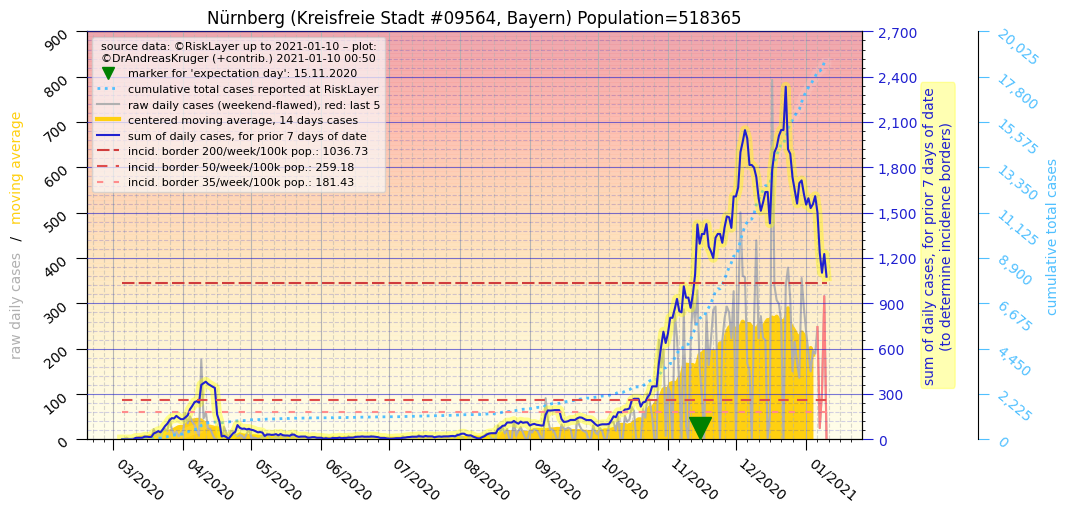 Nürnberg (Kreisfreie Stadt #09564, Bayern) Population=518365
source data: ©RiskLayer up to 2021-01-10 – plot:
©DrAndreasKruger (+contrib.) 2021-01-10 00:50
marker for 'expectation day': 15.11.2020
cumulative total cases reported at RiskLayer
raw daily cases (weekend-flawed), red: last 5
centered moving average, 14 days cases
sum of daily cases, for prior 7 days of date
incid. border 200/week/100k pop.: 1036.73
incid. border 50/week/100k pop.: 259.18
incid. border 35/week/100k pop.: 181.43
raw daily cases / moving average
900
800
700
600
500
400
300
200
100
0
03/2020
04/2020
05/2020
06/2020
07/2020
08/2020
09/2020
10/2020
11/2020
12/2020
01/2021
2,700
2,400
2,100
1,800
1,500
1,200
900
600
300
0
sum of daily cases, for prior 7 days of date
(to determine incidence borders)
20,025
17,800
15,575
13,350
11,125
8,900
6,675
4,450
2,225
0
cumulative total cases